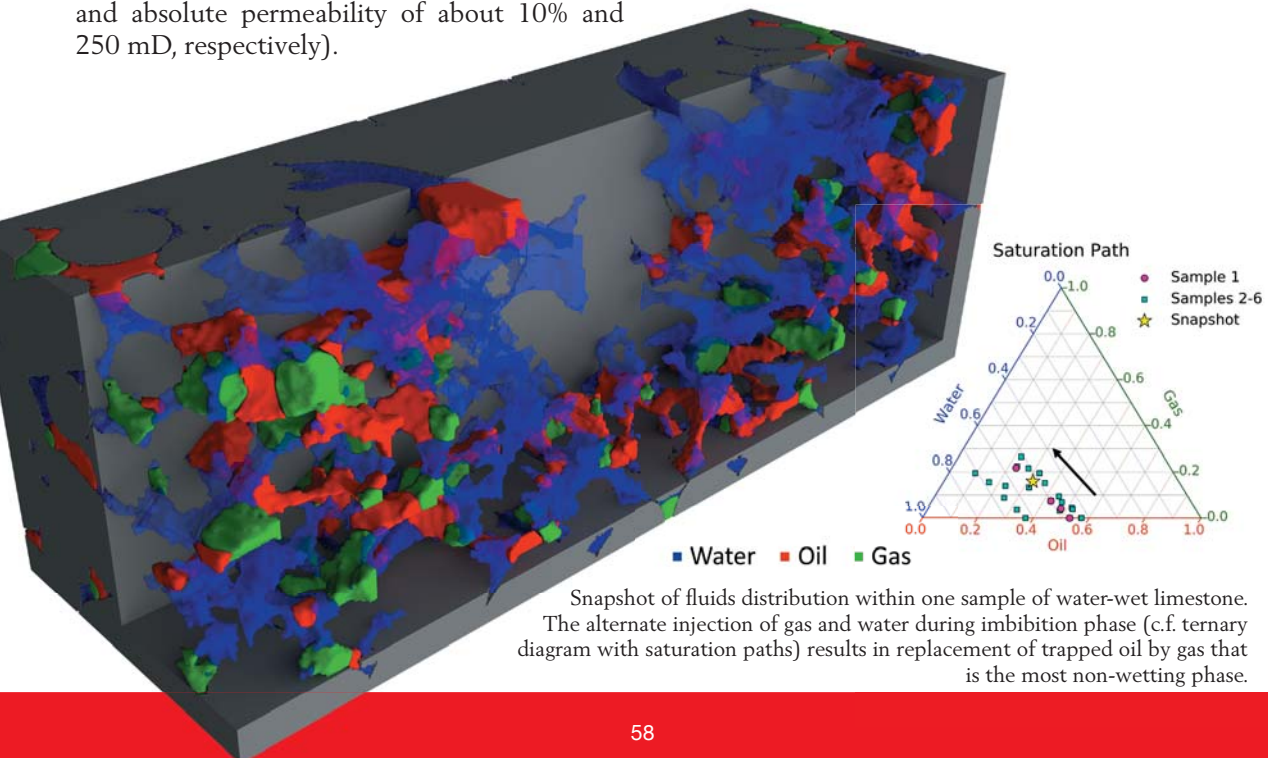 and absolute permeability of about 10% and
250 mD, respectively).
Saturation Path
Sample 1
Samples 2-6
Snapshot
0.0
0.2
0.4
0.6
0.8
1.0
Water
1.0
0.8
0.6
0.4
0.2
0.0
Gas
0.0
0.2
0.4
0.6
0.8
1.0
Oil
Water Oil Gas
Snapshot of fluids distribution within one sample of water-wet limestone.
The alternate injection of gas and water during imbibition phase (c.f. ternary
diagram with saturation paths) results in replacement of trapped oil by gas that
is the most non-wetting phase.
58